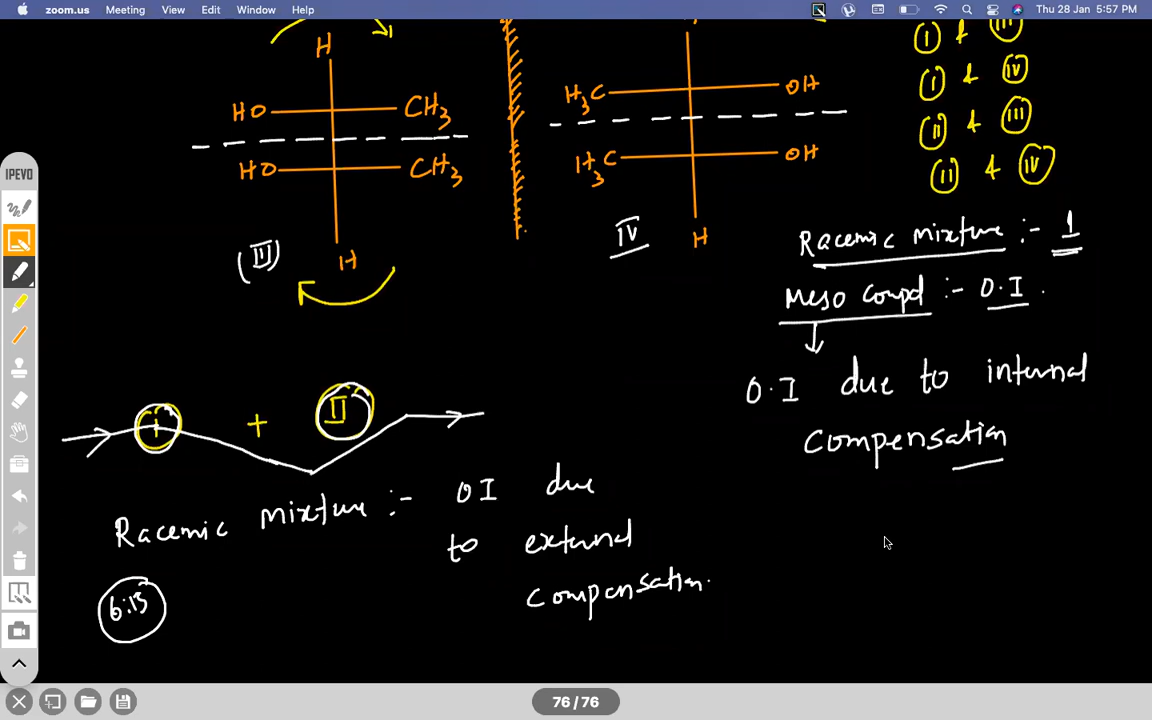 zoom.us Meeting View Edit Window Help
Thu 28 Jan 5:57 PM
I & III
H
I & IV
HO CH3
H3C OH
II & III
HO CH3
H3C OH
II & IV
IV
H
(III)
H
Racemic mixture :- 1
Meso coupd :- O.I.
O.I due to internal
compensation
I + II
Racemic mixture :- OI due
to external
compensation.
6:15
IPEVO
76/76